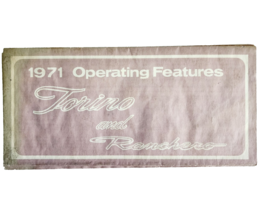 1971 Operating Features
Torino
and
Ranchero